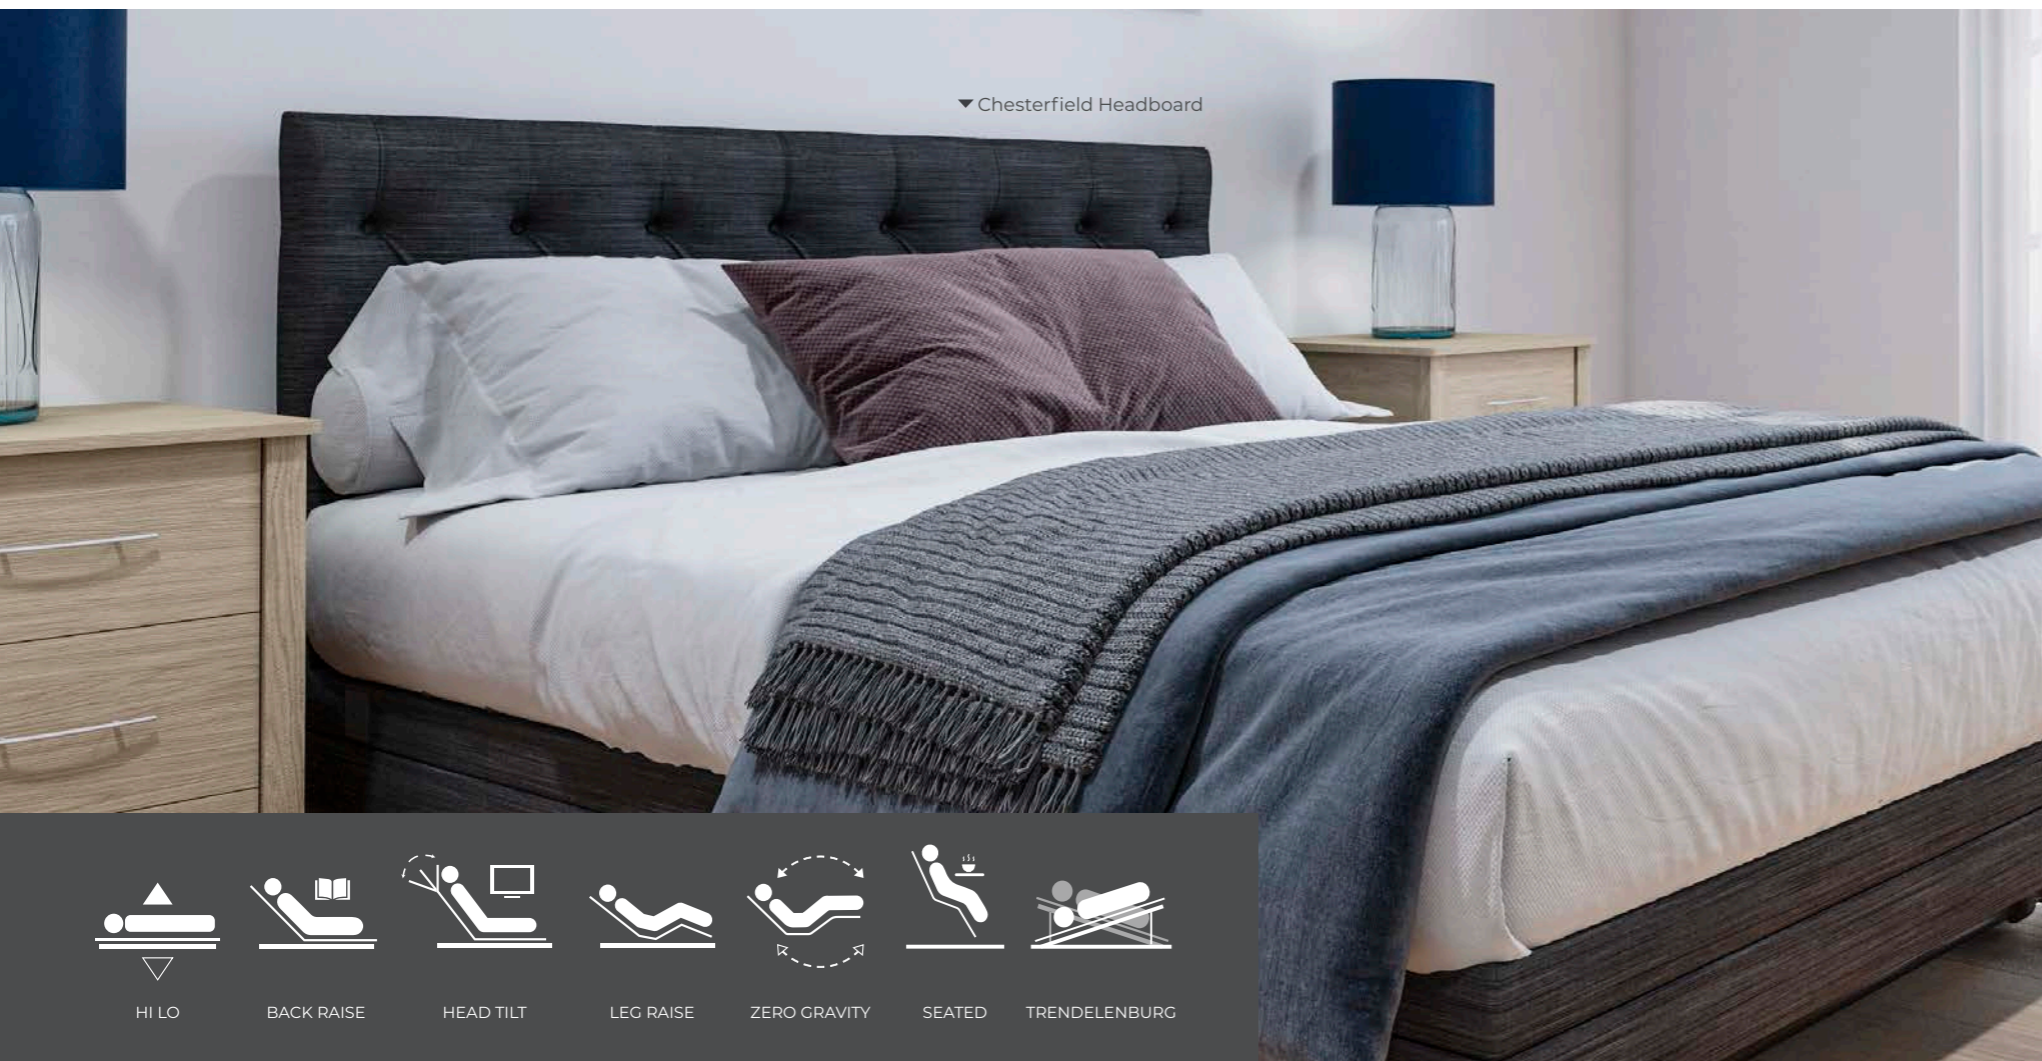 Chesterfield Headboard
HI LO
BACK RAISE
HEAD TILT
LEG RAISE
ZERO GRAVITY
SEATED
TRENDELENBURG